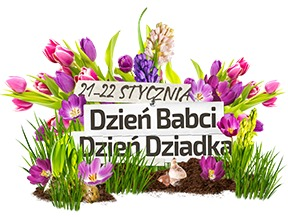 21-22 STYCZNIA
Dzień Babci
Dzień Dziadka